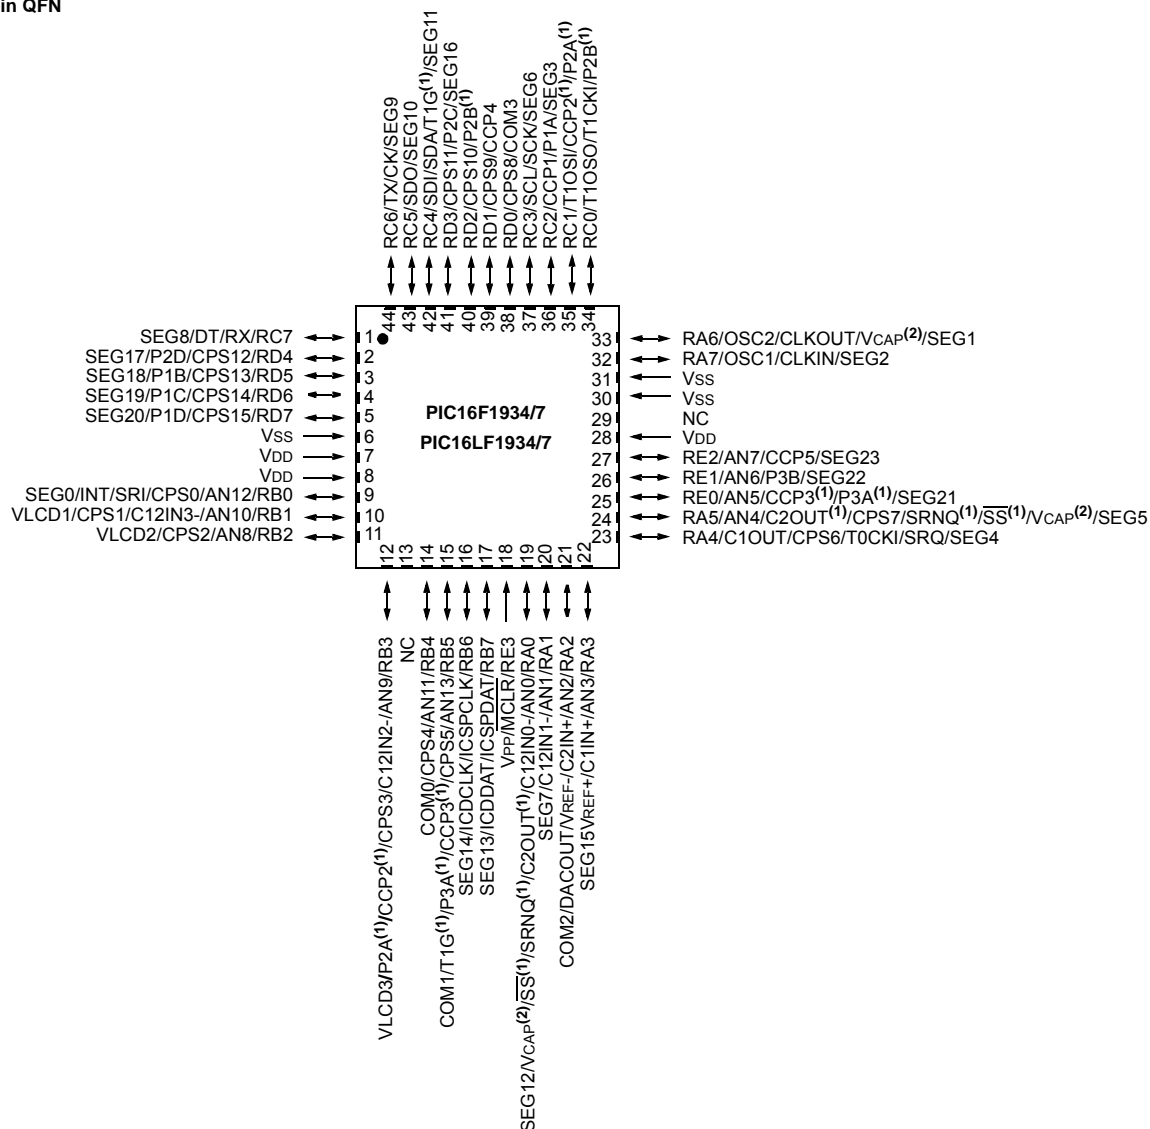 in QFN
RC6/TX/CK/SEG9
RC5/SDO/SEG10
RC4/SDI/SDA/T1G(1)/SEG11
RD3/CPS11/P2C/SEG16
RD2/CPS10/P2B(1)
RD1/CPS9/CCP4
RD0/CPS8/COM3
RC3/SCL/SCK/SEG6
RC2/CCP1/P1A/SEG3
RC1/T1OSI/CCP2(1)/P2A(1)
RC0/T1OSO/T1CKI/P2B(1)
44
43
42
41
40
39
38
37
36
35
34
SEG8/DT/RX/RC7 1
SEG17/P2D/CPS12/RD4 2
SEG18/P1B/CPS13/RD5 3
SEG19/P1C/CPS14/RD6 4
SEG20/P1D/CPS15/RD7 5
VSS 6
VDD 7
VDD 8
SEG0/INT/SRI/CPS0/AN12/RB0 9
VLCD1/CPS1/C12IN3-/AN10/RB1 10
VLCD2/CPS2/AN8/RB2 11
PIC16F1934/7
PIC16LF1934/7
33 RA6/OSC2/CLKOUT/VCAP(2)/SEG1
32 RA7/OSC1/CLKIN/SEG2
31 VSS
30 VSS
29 NC
28 VDD
27 RE2/AN7/CCP5/SEG23
26 RE1/AN6/P3B/SEG22
25 RE0/AN5/CCP3(1)/P3A(1)/SEG21
24 RA5/AN4/C2OUT(1)/CPS7/SRNQ(1)/SS(1)/VCAP(2)/SEG5
23 RA4/C1OUT/CPS6/T0CKI/SRQ/SEG4
12
13
14
15
16
17
18
19
20
21
22
VLCD3/P2A(1)/CCP2(1)/CPS3/C12IN2-/AN9/RB3
NC
COM0/CPS4/AN11/RB4
COM1/T1G(1)/P3A(1)/CCP3(1)/CPS5/AN13/RB5
SEG14/ICDCLK/ICSPCLK/RB6
SEG13/ICDDAT/ICSPDAT/RB7
VPP/MCLR/RE3
SEG12/VCAP(2)/SS(1)/SRNQ(1)/C2OUT(1)/C12IN0-/AN0/RA0
SEG7/C12IN1-/AN1/RA1
COM2/DACOUT/VREF-/C2IN+/AN2/RA2
SEG15VREF+/C1IN+/AN3/RA3